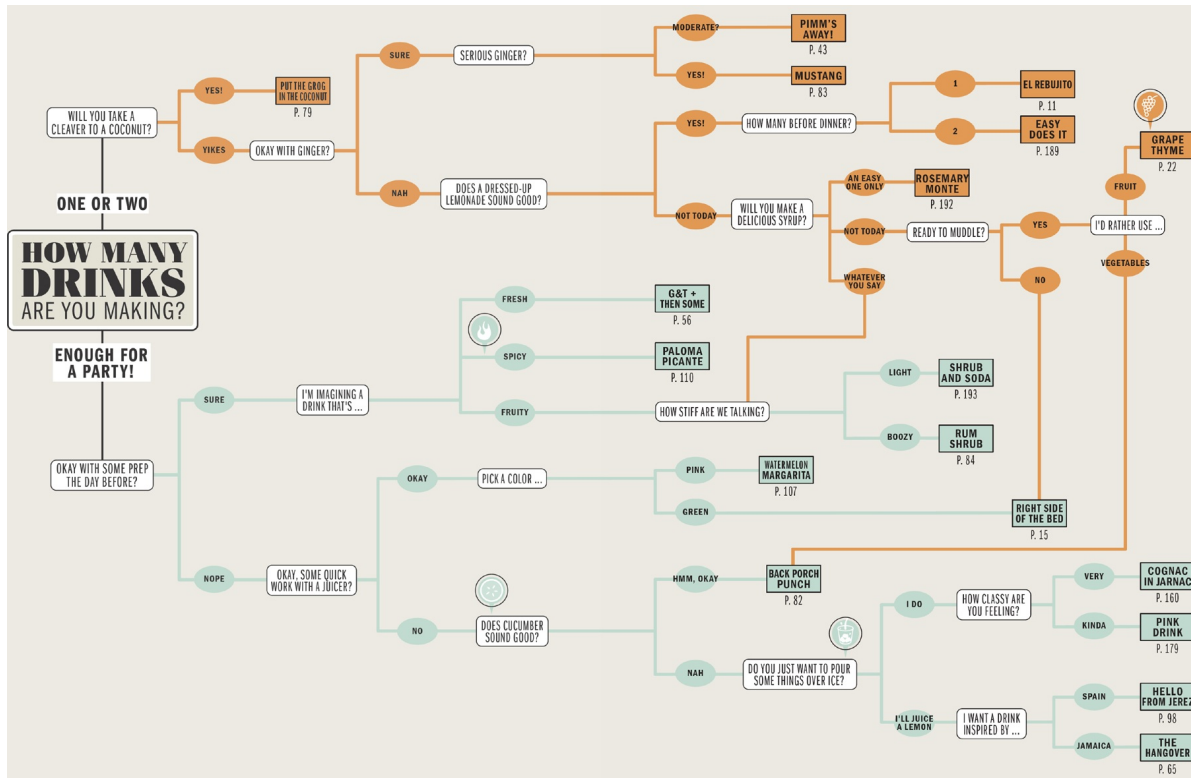 HOW MANY
DRINKS
ARE YOU MAKING?
ONE OR TWO
WILL YOU TAKE A
CLEAVER TO A COCONUT?
YES!
PUT THE GROG
IN THE COCONUT
P. 79
YIKES
OKAY WITH GINGER?
SURE
SERIOUS GINGER?
MODERATE?
PIMM'S
AWAY!
P. 43
YES!
MUSTANG
P. 83
NAH
DOES A DRESSED-UP
LEMONADE SOUND GOOD?
YES!
HOW MANY BEFORE DINNER?
1
EL REBUJITO
P. 11
2
EASY
DOES IT
P. 189
NOT TODAY
WILL YOU MAKE A
DELICIOUS SYRUP?
AN EASY
ONE ONLY
ROSEMARY
MONTE
P. 192
NOT TODAY
READY TO MUDDLE?
YES
I'D RATHER USE ...
FRUIT
GRAPE
THYME
P. 22
VEGETABLES
NO
WHATEVER
YOU SAY
ENOUGH FOR
A PARTY!
OKAY WITH SOME PREP
THE DAY BEFORE?
SURE
I'M IMAGINING A
DRINK THAT'S ...
FRESH
G&T +
THEN SOME
P. 56
SPICY
PALOMA
PICANTE
P. 110
FRUITY
HOW STIFF ARE WE TALKING?
LIGHT
SHRUB
AND SODA
P. 193
BOOZY
RUM
SHRUB
P. 84
NOPE
OKAY, SOME QUICK
WORK WITH A JUICER?
OKAY
PICK A COLOR ...
PINK
WATERMELON
MARGARITA
P. 107
GREEN
RIGHT SIDE
OF THE BED
P. 15
NO
DOES CUCUMBER
SOUND GOOD?
HMM, OKAY
BACK PORCH
PUNCH
P. 82
NAH
DO YOU JUST WANT TO POUR
SOME THINGS OVER ICE?
I DO
HOW CLASSY ARE
YOU FEELING?
VERY
COGNAC
IN JARNAC
P. 160
KINDA
PINK
DRINK
P. 179
I'LL JUICE
A LEMON
I WANT A DRINK
INSPIRED BY ...
SPAIN
HELLO
FROM JEREZ
P. 98
JAMAICA
THE
HANGOVER
P. 65